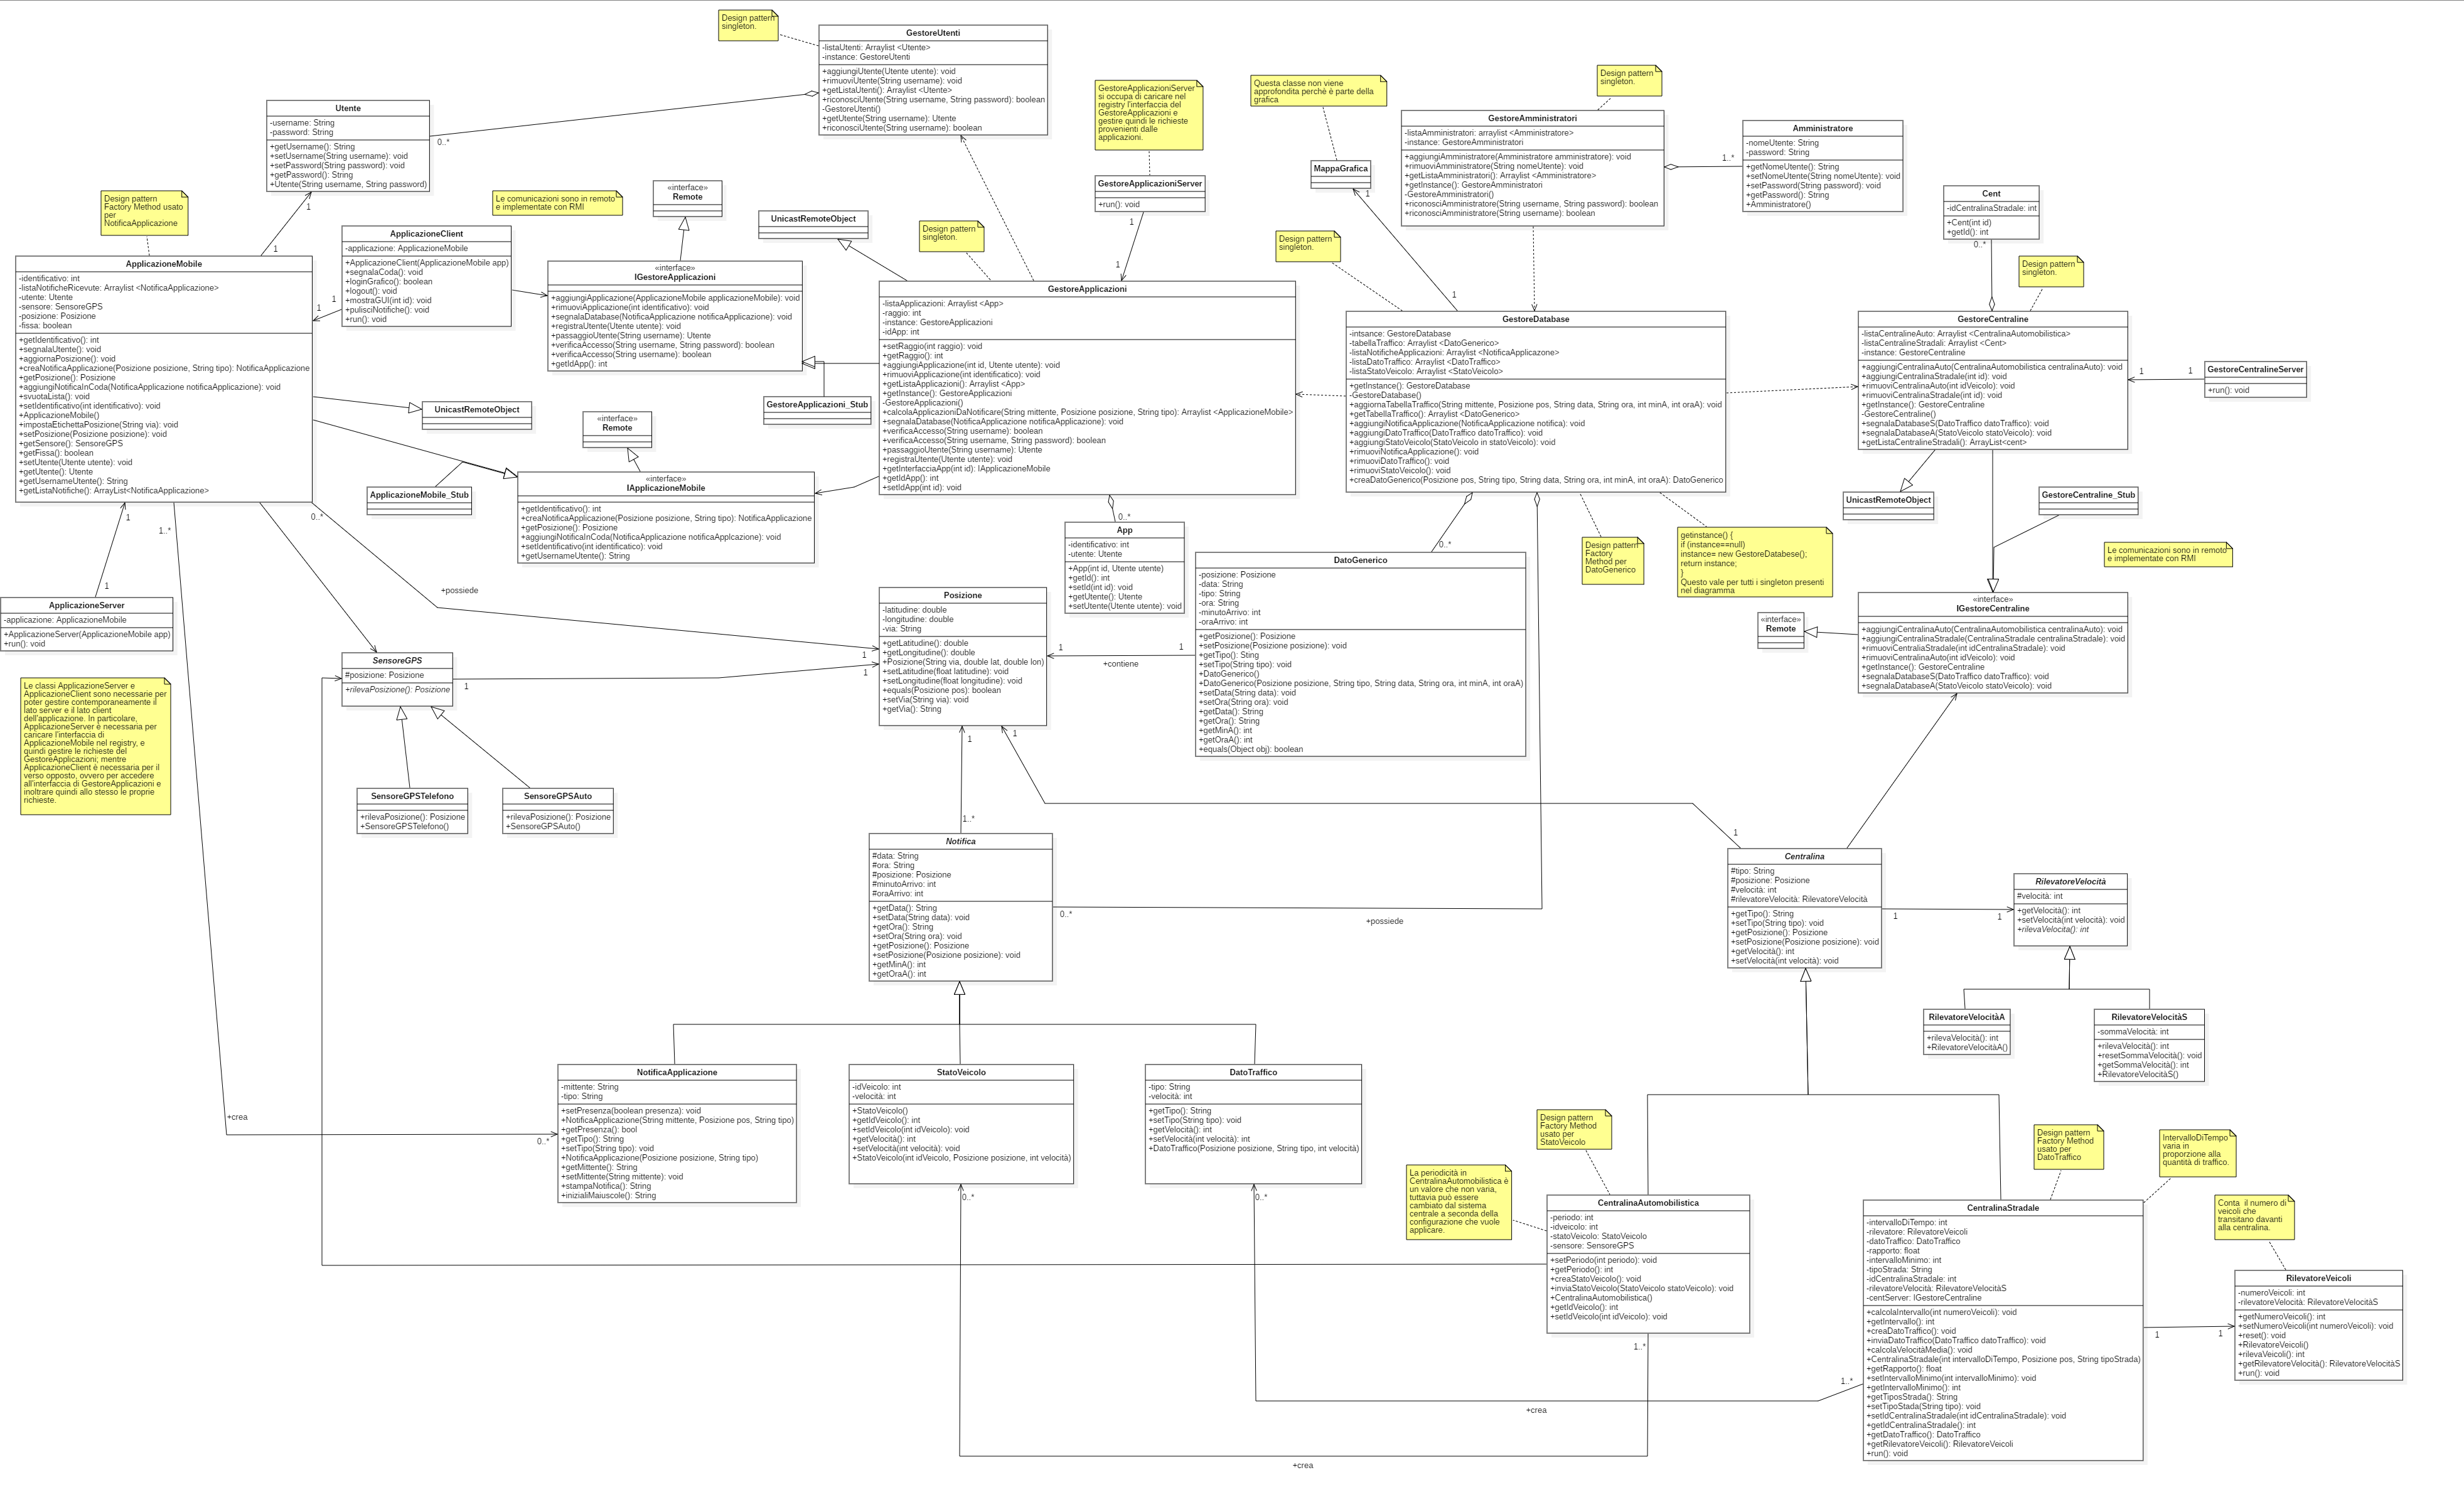 Design pattern
singleton.
GestoreUtenti
-listaUtenti: Arraylist <Utente>
-instance: GestoreUtenti
+aggiungiUtente(Utente utente): void
+rimuoviUtente(String username): void
+getListaUtenti(): Arraylist <Utente>
+riconosciUtente(String username, String password): boolean
-GestoreUtenti()
+getUtente(String username): Utente
+riconosciUtente(String username): boolean
Utente
-username: String
-password: String
+getUsername(): String
+setUsername(String username): void
+setPassword(String password): void
+getPassword(): String
+Utente(String username, String password)
0..*
1
1
Design pattern
Factory Method usato
per
NotificaApplicazione
Le comunicazioni sono in remoto
e implementate con RMI
«interface»
Remote
UnicastRemoteObject
GestoreApplicazioniServer
si occupa di caricare nel
registry l'interfaccia del
GestoreApplicazioni e
gestire quindi le richieste
provenienti dalle
applicazioni.
GestoreApplicazioniServer
+run(): void
1
1
Questa classe non viene
approfondita perchè è parte della
grafica
MappaGrafica
1
1
Design pattern
singleton.
GestoreAmministratori
-listaAmministratori: arraylist <Amministratore>
-instance: GestoreAmministratori
+aggiungiAmministratore(Amministratore amministratore): void
+rimuoviAmministratore(String nomeUtente): void
+getListaAmministratori(): Arraylist <Amministratore>
+getInstance(): GestoreAmministratori
-GestoreAmministratori()
+riconosciAmministratore(String username, String password): boolean
+riconosciAmministratore(String username): boolean
1..*
Amministratore
-nomeUtente: String
-password: String
+getNomeUtente(): String
+setNomeUtente(String nomeUtente): void
+setPassword(String password): void
+getPassword(): String
+Amministratore()
Cent
-idCentralinaStradale: int
+Cent(int id)
+getId(): int
0..*
Design pattern
singleton.
ApplicazioneMobile
-identificativo: int
-listaNotificheRicevute: Arraylist <NotificaApplicazione>
-utente: Utente
-sensore: SensoreGPS
-posizione: Posizione
-fissa: boolean
+getIdentificativo(): int
+segnalaUtente(): void
+aggiornaPosizione(): void
+creaNotificaApplicazione(Posizione posizione, String tipo): NotificaApplicazione
+getPosizione(): Posizione
+aggiungiNotificaInCoda(NotificaApplicazione notificaApplicazione): void
+svuotaLista(): void
+setIdentificativo(int identificativo): void
+ApplicazioneMobile()
+impostaEtichettaPosizione(String via): void
+setPosizione(Posizione posizione): void
+getSensore(): SensoreGPS
+getFissa(): boolean
+setUtente(Utente utente): void
+getUtente(): Utente
+getUsernameUtente(): String
+getListaNotifiche(): ArrayList<NotificaApplicazione>
1
1
ApplicazioneClient
-applicazione: ApplicazioneMobile
+ApplicazioneClient(ApplicazioneMobile app)
+segnalaCoda(): void
+loginGrafico(): boolean
+logout(): void
+mostraGUI(int id): void
+pulisciNotifiche(): void
+run(): void
«interface»
IGestoreApplicazioni
+aggiungiApplicazione(ApplicazioneMobile applicazioneMobile): void
+rimuoviApplicazione(int identificativo): void
+segnalaDatabase(NotificaApplicazione notificaApplicazione): void
+registraUtente(Utente utente): void
+passaggioUtente(String username): Utente
+verificaAccesso(String username, String password): boolean
+verificaAccesso(String username): boolean
+getIdApp(): int
Design pattern
singleton.
GestoreApplicazioni
-listaApplicazioni: Arraylist <App>
-raggio: int
-instance: GestoreApplicazioni
-idApp: int
+setRaggio(int raggio): void
+getRaggio(): int
+aggiungiApplicazione(int id, Utente utente): void
+rimuoviApplicazione(int identificativo): void
+getListaApplicazioni(): Arraylist <App>
+getInstance(): GestoreApplicazioni
-GestoreApplicazioni()
+calcolaApplicazioniDaNotificare(String mittente, Posizione posizione, String tipo): Arraylist <ApplicazioneMobile>
+segnalaDatabase(NotificaApplicazione notificaApplicazione): void
+verificaAccesso(String username): boolean
+verificaAccesso(String username, String password): boolean
+passaggioUtente(String username): Utente
+registraUtente(Utente utente): void
+getInterfacciaApp(int id): IApplicazioneMobile
+getIdApp(): int
+setIdApp(int id): void
GestoreApplicazioni_Stub
Design pattern
singleton.
GestoreDatabase
-intsance: GestoreDatabase
-tabellaTraffico: Arraylist <DatoGenerico>
-listaNotificheApplicazioni: Arraylist <NotificaApplicazone>
-listaDatoTraffico: Arraylist <DatoTraffico>
-listaStatoVeicolo: Arraylist <StatoVeicolo>
+getInstance(): GestoreDatabase
-GestoreDatabase()
+aggiornaTabellaTraffico(String mittente, Posizione pos, String data, String ora, int minA, int oraA): void
+getTabellaTraffico(): Arraylist <DatoGenerico>
+aggiungiNotificaApplicazione(NotificaApplicazione notifica): void
+aggiungiDatoTraffico(DatoTraffico datoTraffico): void
+aggiungiStatoVeicolo(StatoVeicolo in statoVeicolo): void
+rimuoviNotificaApplicazione(): void
+rimuoviDatoTraffico(): void
+rimuoviStatoVeicolo(): void
+creaDatoGenerico(Posizione pos, String tipo, String data, String ora, int minA, int oraA): DatoGenerico
GestoreCentraline
-listaCentralineAuto: Arraylist <CentralinaAutomobilistica>
-listaCentralineStradali: Arraylist <Cent>
-instance: GestoreCentraline
+aggiungiCentralinaAuto(CentralinaAutomobilistica centralinaAuto): void
+aggiungiCentralinaStradale(int id): void
+rimuoviCentralinaAuto(int idVeicolo): void
+rimuoviCentralinaStradale(int id): void
+getInstance(): GestoreCentraline
-GestoreCentraline()
+segnalaDatabaseS(DatoTraffico datoTraffico): void
+segnalaDatabaseA(StatoVeicolo statoVeicolo): void
+getListaCentralineStradali(): ArrayList<cent>
1
1
GestoreCentralineServer
+run(): void
UnicastRemoteObject
«interface»
Remote
ApplicazioneMobile_Stub
«interface»
IApplicazioneMobile
+getIdentificativo(): int
+creaNotificaApplicazione(Posizione posizione, String tipo): NotificaApplicazione
+getPosizione(): Posizione
+aggiungiNotificaInCoda(NotificaApplicazione notificaApplcazione): void
+setIdentificativo(int identificatico): void
+getUsernameUtente(): String
0..*
App
-identificativo: int
-utente: Utente
+App(int id, Utente utente)
+getId(): int
+setId(int id): void
+getUtente(): Utente
+setUtente(Utente utente): void
0..*
DatoGenerico
-posizione: Posizione
-data: String
-tipo: String
-ora: String
-minutoArrivo: int
-oraArrivo: int
+getPosizione(): Posizione
+setPosizione(Posizione posizione): void
+getTipo(): Sting
+setTipo(String tipo): void
+DatoGenerico()
+DatoGenerico(Posizione posizione, String tipo, String data, String ora, int minA, int oraA)
+setData(String data): void
+setOra(String ora): void
+getData(): String
+getOra(): String
+getMinA(): int
+getOraA(): int
+equals(Object obj): boolean
Design pattern
Factory
Method per
DatoGenerico
getinstance() {
if (instance==null)
instance= new GestoreDatabese();
return instance;
}
Questo vale per tutti i singleton presenti
nel diagramma
UnicastRemoteObject
GestoreCentraline_Stub
Le comunicazioni sono in remoto
e implementate con RMI
«interface»
Remote
«interface»
IGestoreCentraline
+aggiungiCentralinaAuto(CentralinaAutomobilistica centralinaAuto): void
+aggiungiCentralinaStradale(CentralinaStradale centralinaStradale): void
+rimuoviCentraliaStradale(int idCentralinaStradale): void
+rimuoviCentralinaAuto(int idVeicolo): void
+getInstance(): GestoreCentraline
+segnalaDatabaseS(DatoTraffico datoTraffico): void
+segnalaDatabaseA(StatoVeicolo statoVeicolo): void
1
1..*
0..*
1
ApplicazioneServer
-applicazione: ApplicazioneMobile
+ApplicazioneServer(ApplicazioneMobile app)
+run(): void
+possiede
Le classi ApplicazioneServer e
ApplicazioneClient sono necessarie per
poter gestire contemporaneamente il
lato server e il lato client
dell'applicazione. In particolare,
ApplicazioneServer è necessaria per
caricare l'interfaccia di
ApplicazioneMobile nel registry, e
quindi gestire le richieste del
GestoreApplicazioni; mentre
ApplicazioneClient è necessaria per il
verso opposto, ovvero per accedere
all'interfaccia di GestoreApplicazioni e
inoltrare quindi allo stesso le proprie
richieste.
SensoreGPS
#posizione: Posizione
+rilevaPosizione(): Posizione
1
1
1
Posizione
-latitudine: double
-longitudine: double
-via: String
+getLatitudine(): double
+getLongitudine(): double
+Posizione(String via, double lat, double lon)
+setLatitudine(float latitudine): void
+setLongitudine(float longitudine): void
+equals(Posizione pos): boolean
+setVia(String via): void
+getVia(): String
1
+contiene
1
SensoreGPSTelefono
+rilevaPosizione(): Posizione
+SensoreGPSTelefono()
SensoreGPSAuto
+rilevaPosizione(): Posizione
+SensoreGPSAuto()
1
1
1..*
Notifica
#data: String
#ora: String
#posizione: Posizione
#minutoArrivo: int
#oraArrivo: int
+getData(): String
+setData(String data): void
+getOra(): String
+setOra(String ora): void
+getPosizione(): Posizione
+setPosizione(Posizione posizione): void
+getMinA(): int
+getOraA(): int
0..*
+possiede
1
Centralina
#tipo: String
#posizione: Posizione
#velocità: int
#rilevatoreVelocità: RilevatoreVelocità
+getTipo(): String
+setTipo(String tipo): void
+getPosizione(): Posizione
+setPosizione(Posizione posizione): void
+getVelocità(): int
+setVelocità(int velocità): void
1
1
RilevatoreVelocità
#velocità: int
+getVelocità(): int
+setVelocità(int velocità): void
+rilevaVelocita(): int
RilevatoreVelocitàA
+rilevaVelocità(): int
+RilevatoreVelocitàA()
RilevatoreVelocitàS
-sommaVelocità: int
+rilevaVelocità(): int
+resetSommaVelocità(): void
+getSommaVelocità(): int
+RilevatoreVelocitàS()
+crea
0..*
NotificaApplicazione
-mittente: String
-tipo: String
+setPresenza(boolean presenza): void
+NotificaApplicazione(String mittente, Posizione pos, String tipo)
+getPresenza(): bool
+getTipo(): String
+setTipo(String tipo): void
+NotificaApplicazione(Posizione posizione, String tipo)
+getMittente(): String
+setMittente(String mittente): void
+stampaNotifica(): String
+inizialiMaiuscole(): String
StatoVeicolo
-idVeicolo: int
-velocità: int
+StatoVeicolo()
+getIdVeicolo(): int
+setIdVeicolo(int idVeicolo): void
+getVelocità(): int
+setVelocità(int velocità): void
+StatoVeicolo(int idVeicolo, Posizione posizione, int velocità)
0..*
DatoTraffico
-tipo: String
-velocità: int
+getTipo(): String
+setTipo(String tipo): void
+getVelocità(): int
+setVelocità(int velocità): int
+DatoTraffico(Posizione posizione, String tipo, int velocità)
0..*
Design pattern
Factory Method
usato per
StatoVeicolo
La periodicità in
CentralinaAutomobilistica è
un valore che non varia,
tuttavia può essere
cambiato dal sistema
centrale a seconda della
configurazione che vuole
applicare.
CentralinaAutomobilistica
-periodo: int
-idveicolo: int
-statoVeicolo: StatoVeicolo
-sensore: SensoreGPS
+setPeriodo(int periodo): void
+getPeriodo(): int
+creaStatoVeicolo(): void
+inviaStatoVeicolo(StatoVeicolo statoVeicolo): void
+CentralinaAutomobilistica()
+getIdVeicolo(): int
+setIdVeicolo(int idVeicolo): void
1..*
Design pattern
Factory Method
usato per
DatoTraffico
IntervalloDiTempo
varia in
proporzione alla
quantità di traffico.
Conta il numero di
veicoli che
transitano davanti
alla centralina.
CentralinaStradale
-intervalloDiTempo: int
-rilevatore: RilevatoreVeicoli
-datoTraffico: DatoTraffico
-rapporto: float
-intervalloMinimo: int
-tipoStrada: String
-idCentralinaStradale: int
-rilevatoreVelocità: RilevatoreVelocitàS
-centServer: IGestoreCentraline
+calcolaIntervallo(int numeroVeicoli): void
+getIntervallo(): int
+creaDatoTraffico(): void
+inviaDatoTraffico(DatoTraffico datoTraffico): void
+calcolaVelocitàMedia(): void
+CentralinaStradale(int intervalloDiTempo, Posizione pos, String tipoStrada)
+getRapporto(): float
+setIntervalloMinimo(int intervalloMinimo): void
+getIntervalloMinimo(): int
+getTiposStrada(): String
+setTipoStada(String tipo): void
+setIdCentralinaStradale(int idCentralinaStradale): void
+getIdCentralinaStradale(): int
+getDatoTraffico(): DatoTraffico
+getRilevatoreVeicoli(): RilevatoreVeicoli
+run(): void
1
1
RilevatoreVeicoli
-numeroVeicoli: int
-rilevatoreVelocità: RilevatoreVelocitàS
+getNumeroVeicoli(): int
+setNumeroVeicoli(int numeroVeicoli): void
+reset(): void
+RilevatoreVeicoli()
+rilevaVeicoli(): int
+getRilevatoreVelocità(): RilevatoreVelocitàS
+run(): void
1..*
+crea
+crea